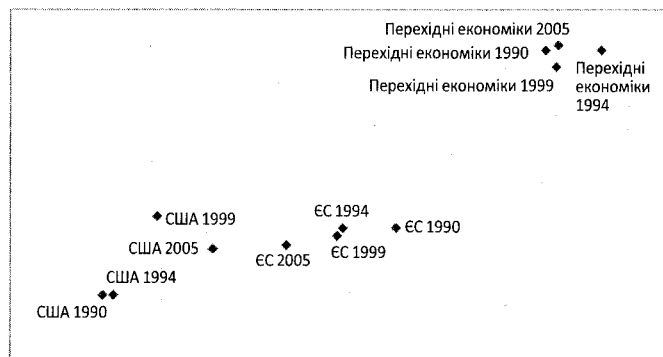 Перехідні економіки 2005
Перехідні економіки 1990
Перехідні економіки 1999
Перехідні
економіки
1994
США 1999
ЄС 1994
ЄС 1990
США 2005
ЄС 2005
ЄС 1999
США 1994
США 1990